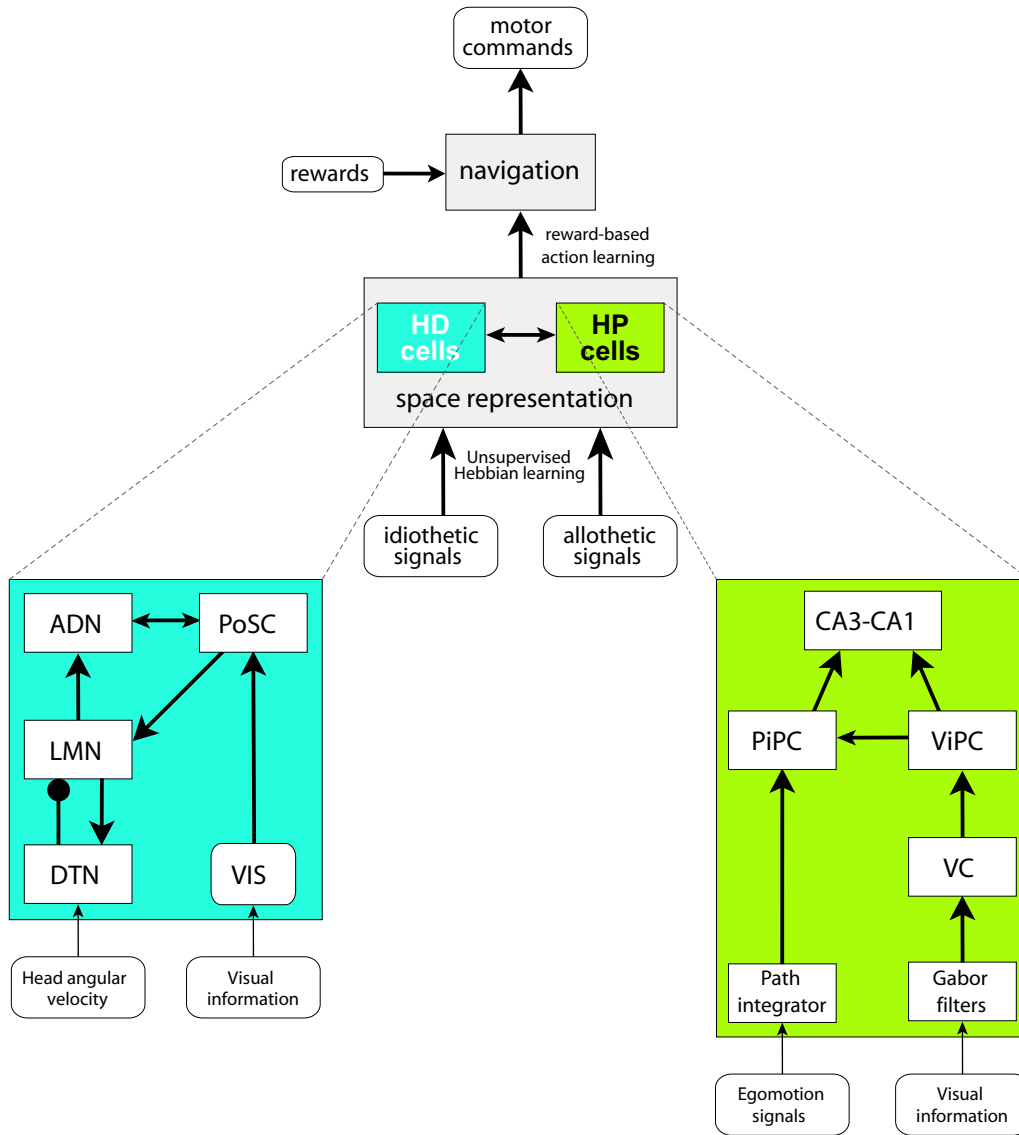 motor
commands
rewards
navigation
reward-based
action learning
HD
cells
HP
cells
space representation
Unsupervised
Hebbian learning
idiothetic
signals
allothetic
signals
ADN
PoSC
LMN
DTN
VIS
Head angular
velocity
Visual
information
CA3-CA1
PiPC
ViPC
VC
Path
integrator
Gabor
filters
Egomotion
signals
Visual
information